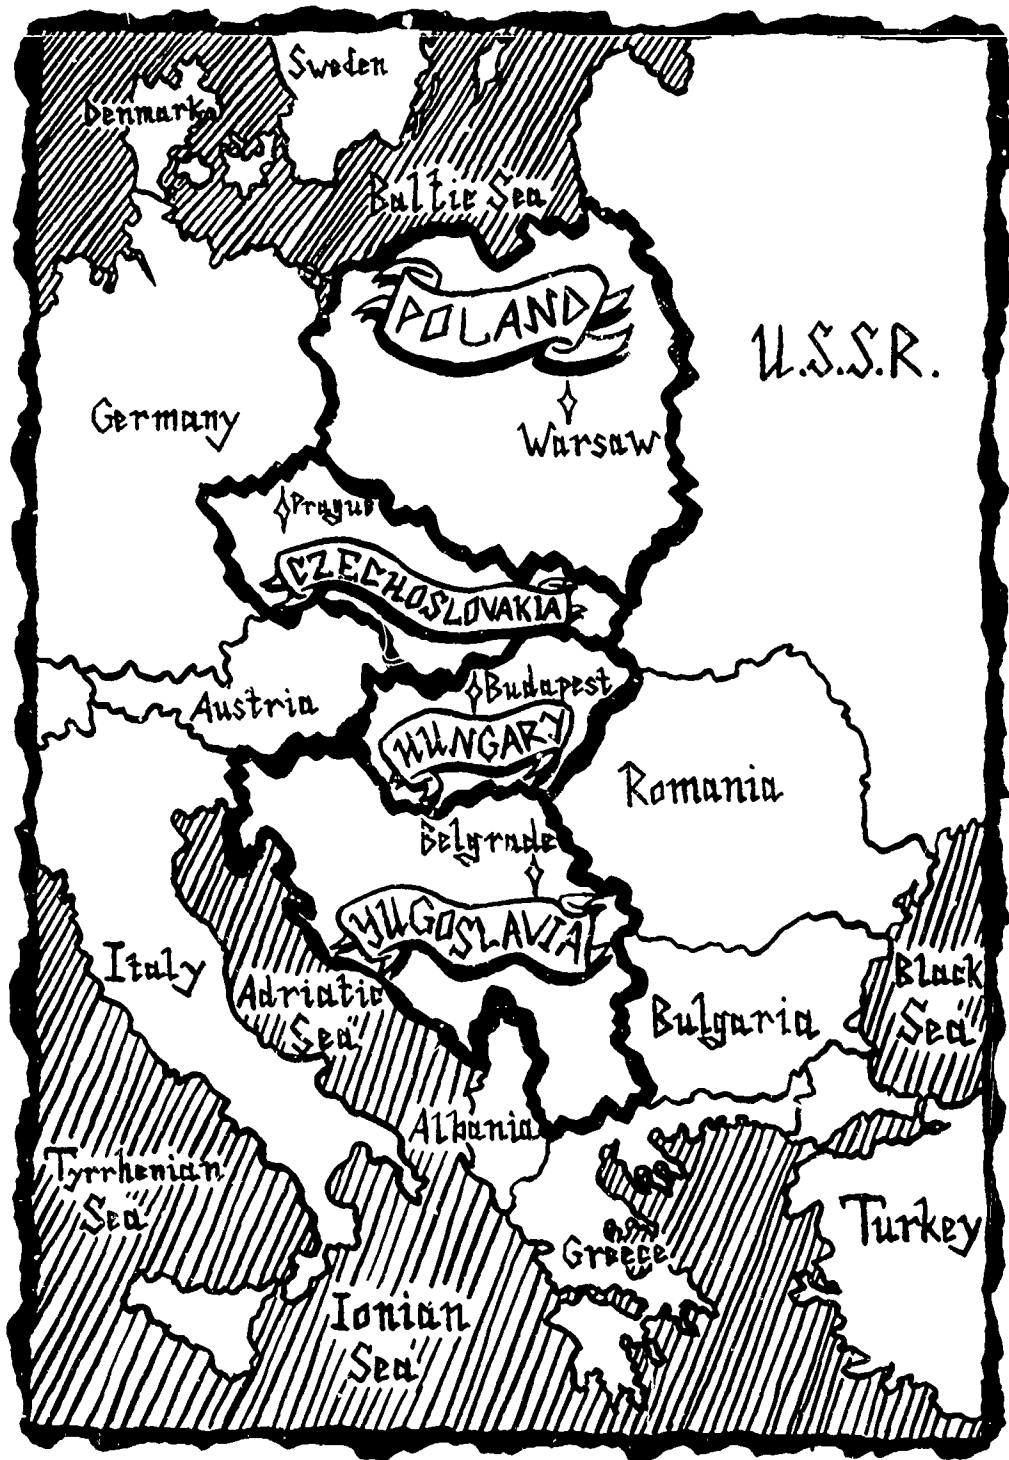 Sweden
Denmark
Baltic Sea
POLAND
U.S.S.R.
Germany
Warsaw
Prague
CZECHOSLOVAKIA
Budapest
Austria
HUNGARY
Romania
Belgrade
YUGOSLAVIA
Italy
Adriatic
Sea
Black
Sea
Bulgaria
Albania
Tyrrhenian
Sea
Turkey
Greece
Ionian
Sea